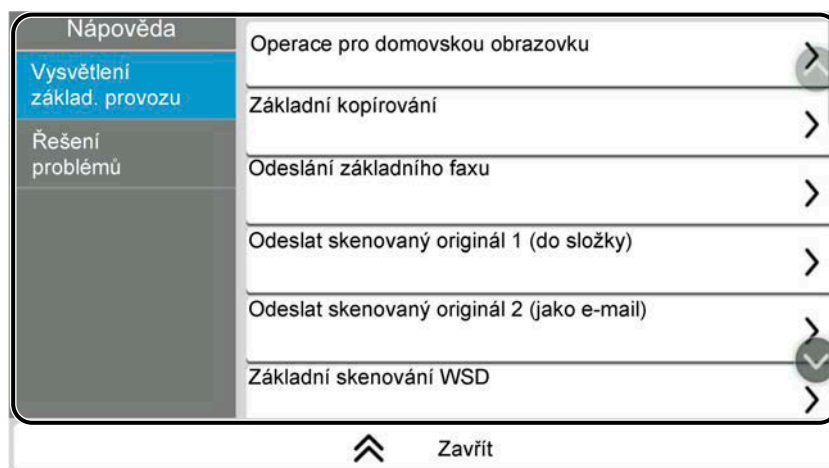 Nápověda
Vysvětlení
základ. provozu
Řešení
problémů
Operace pro domovskou obrazovku
Základní kopírování
Odeslání základního faxu
Odeslat skenovaný originál 1 (do složky)
Odeslat skenovaný originál 2 (jako e-mail)
Základní skenování WSD
Zavřít